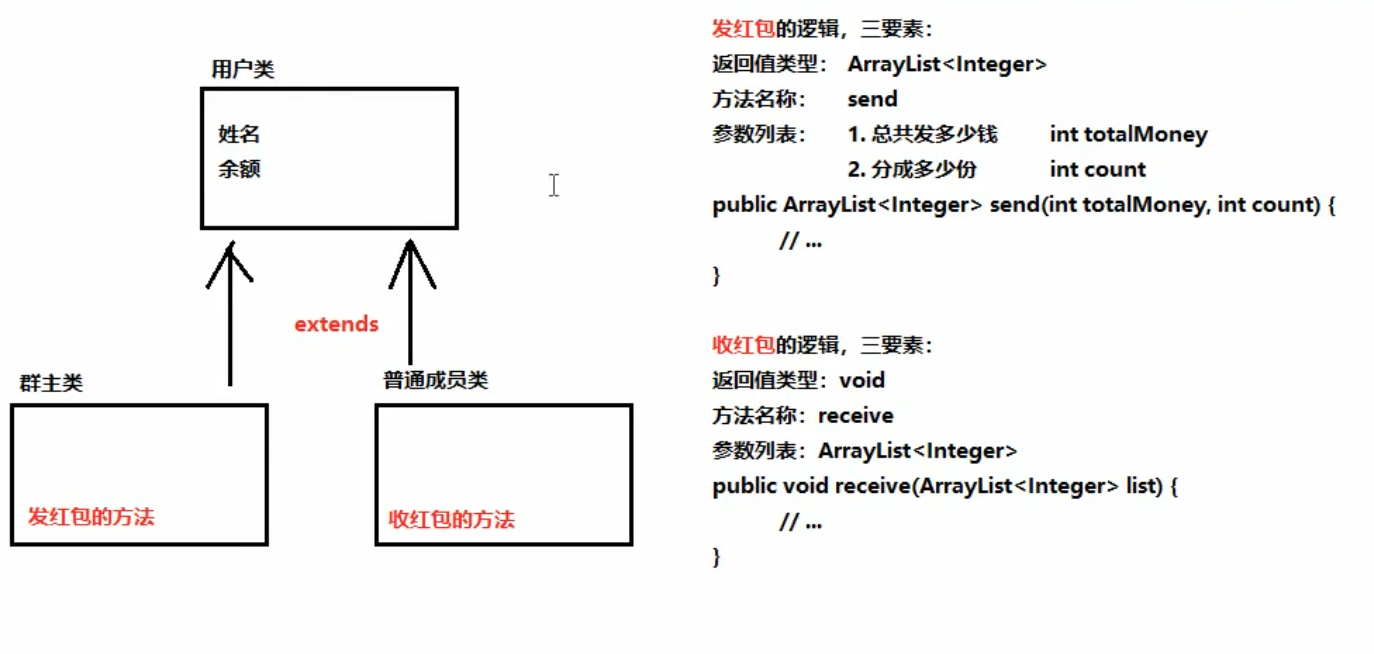 用户类
姓名
余额
extends
群主类
发红包的方法
普通成员类
收红包的方法
发红包的逻辑，三要素：
返回值类型： ArrayList<Integer>
方法名称： send
参数列表： 1. 总共发多少钱 int totalMoney
2. 分成多少份 int count
public ArrayList<Integer> send(int totalMoney, int count) {
// ...
}
收红包的逻辑，三要素：
返回值类型：void
方法名称：receive
参数列表：ArrayList<Integer>
public void receive(ArrayList<Integer> list) {
// ...
}